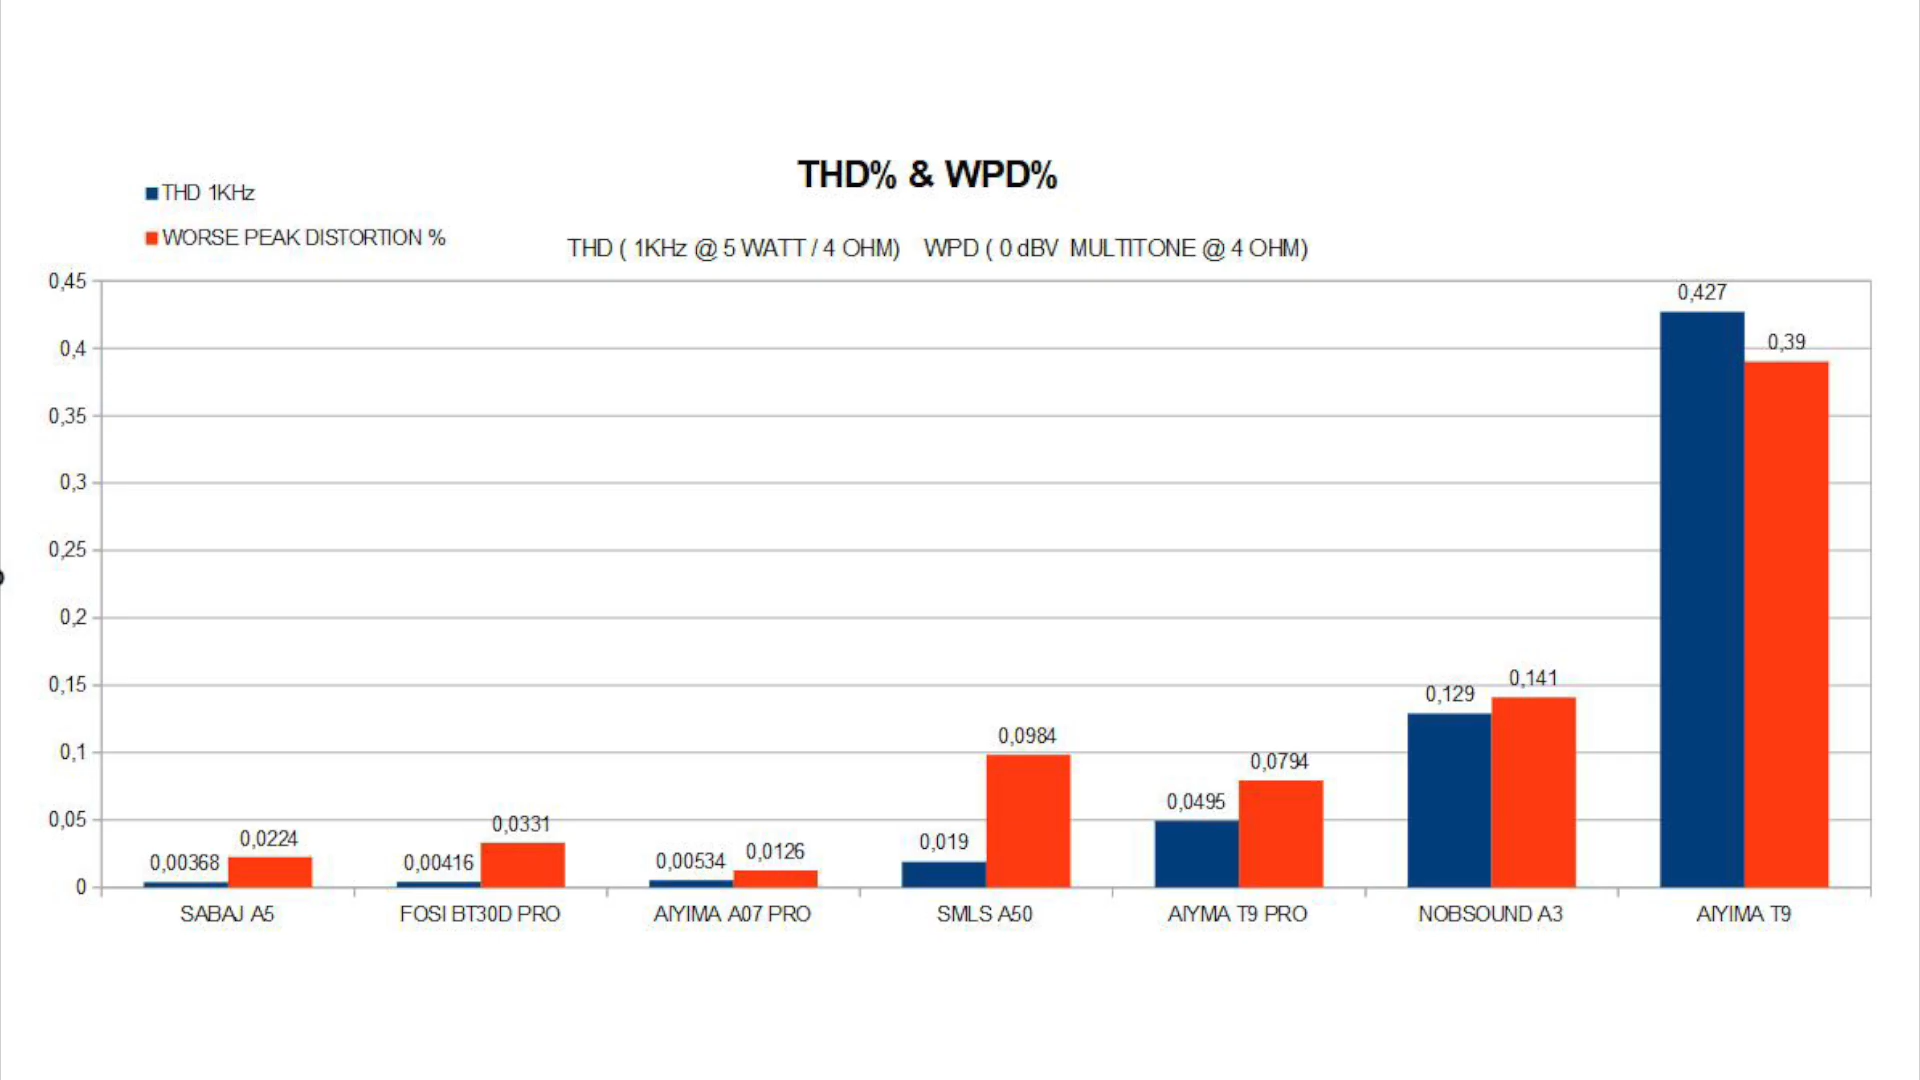 THD% & WPD%
THD 1KHz
WORSE PEAK DISTORTION %
THD ( 1KHz @ 5 WATT / 4 OHM) WPD ( 0 dBV MULTITONE @ 4 OHM)
0,45
0,4
0,35
0,3
0,25
0,2
0,15
0,1
0,05
0
0,00368
0,0224
0,00416
0,0331
0,00534
0,0126
0,019
0,0984
0,0495
0,0794
0,129
0,141
0,427
0,39
SABAJ A5
FOSI BT30D PRO
AIYIMA A07 PRO
SMLS A50
AIYMA T9 PRO
NOBSOUND A3
AIYIMA T9